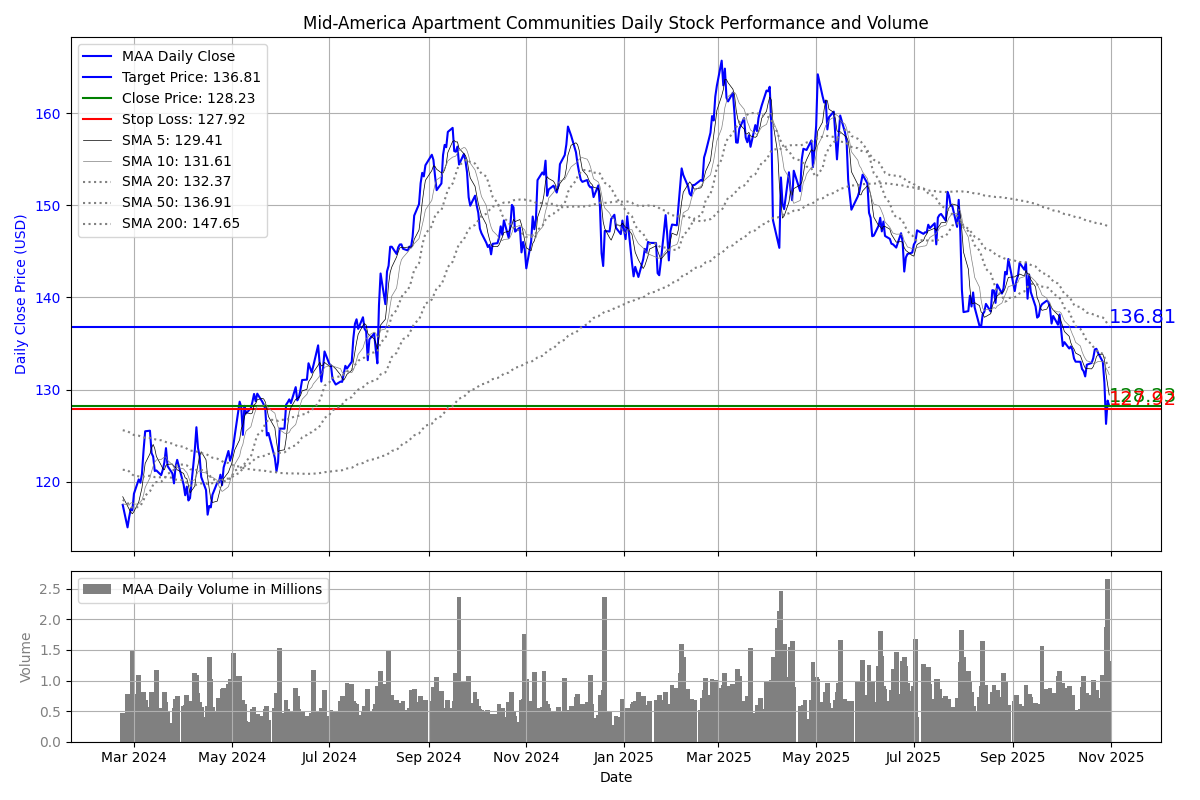 Mid-America Apartment Communities Daily Stock Performance and Volume
MAA Daily Close
Target Price: 136.81
Close Price: 128.23
Stop Loss: 127.92
SMA 5: 129.41
SMA 10: 131.61
SMA 20: 132.37
SMA 50: 136.91
SMA 200: 147.65
Daily Close Price (USD)
160
150
140
130
120
136.81
128.23
127.92
MAA Daily Volume in Millions
Volume
2.5
2.0
1.5
1.0
0.5
0.0
Mar 2024 May 2024 Jul 2024 Sep 2024 Nov 2024 Jan 2025 Mar 2025 May 2025 Jul 2025 Sep 2025 Nov 2025
Date